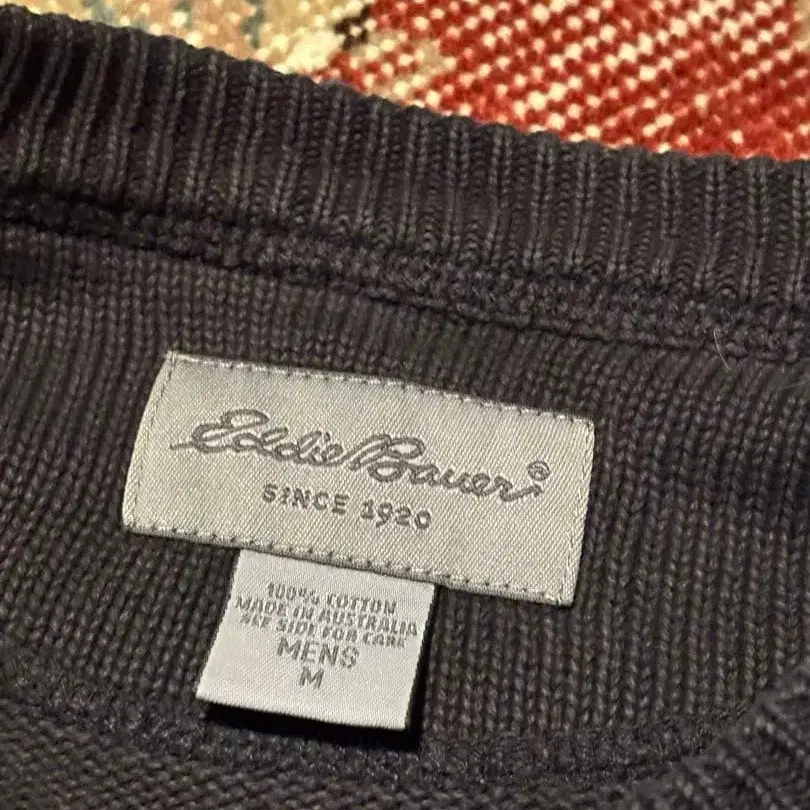 Eddie Bauer®
SINCE 1920
100% COTTON
MADE IN AUSTRALIA
SEE SIDE FOR CARE
MENS
M